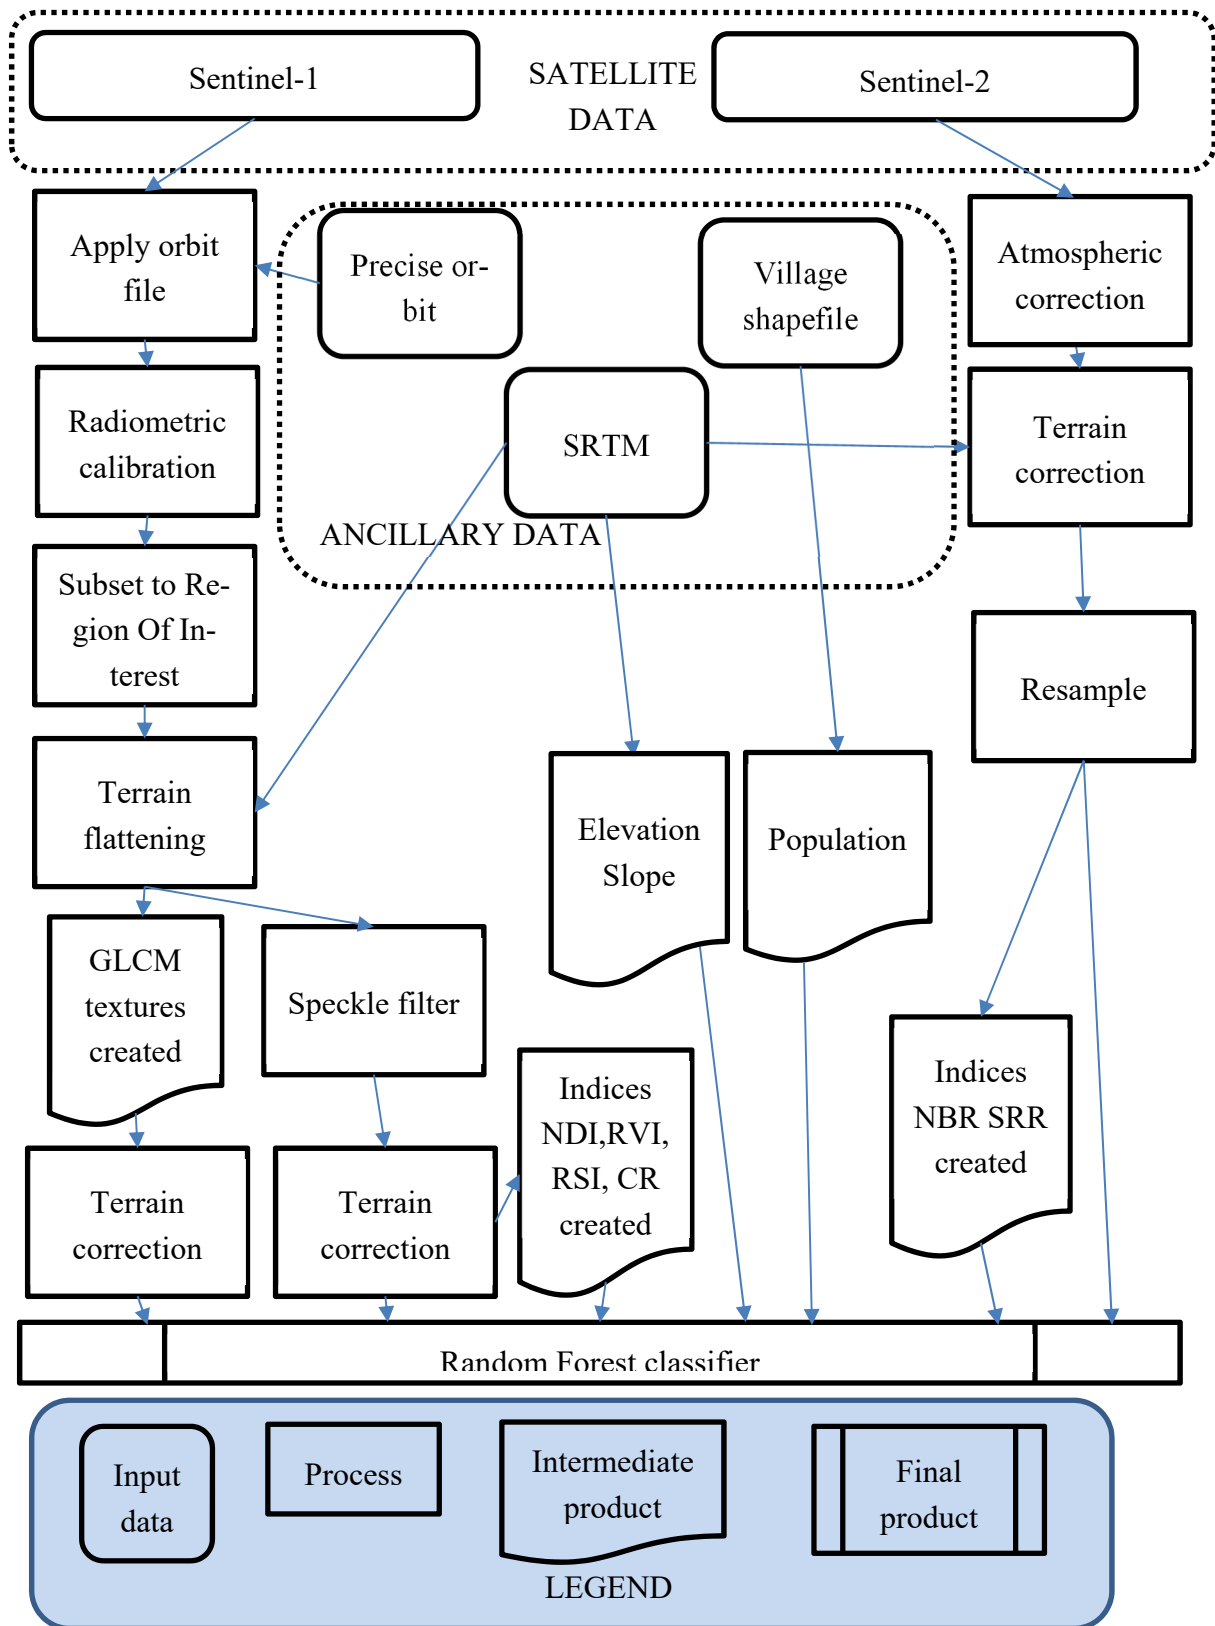 Sentinel-1
SATELLITE
DATA
Sentinel-2
Apply orbit
file
Precise or-
bit
Village
shapefile
Atmospheric
correction
Radiometric
calibration
SRTM
Terrain
correction
ANCILLARY DATA
Subset to Re-
gion Of In-
terest
Resample
Terrain
flattening
Elevation
Slope
Population
GLCM
textures
created
Speckle filter
Indices
NDI,RVI,
RSI, CR
created
Indices
NBR SRR
created
Terrain
correction
Terrain
correction
Random Forest classifier
Input
data
Process
Intermediate
product
Final
product
LEGEND